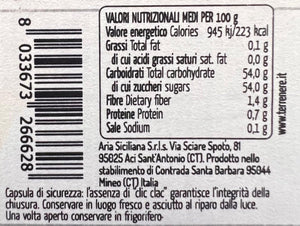 8 033673 266628
VALORI NUTRIZIONALI MEDI PER 100 g
Valore energetico Calories 945 kj/223 kcal
Grassi Total fat 0,1 g
di cui acidi grassi saturi sat. fat 0,0 g
Carboidrati Total carbohydrate 54,0 g
di cui zuccheri sugars 54,0 g
Fibre Dietary fiber 1,4 g
Proteine Protein 0,7 g
Sale Sodium 0,1 g
www.terrenere.it
Aria Siciliana S.r.l.s. Via Sciare Spoto, 81
95025 Aci Sant'Antonio (CT). Prodotto nello
stabilimento di Contrada Santa Barbara 95044
Mineo (CT) Italia
Capsula di sicurezza: l'assenza di "clic clac" garantisce l'integrità della
chiusura. Conservare in luogo fresco e asciutto al riparo dalla luce.
Una volta aperto conservare in frigorifero